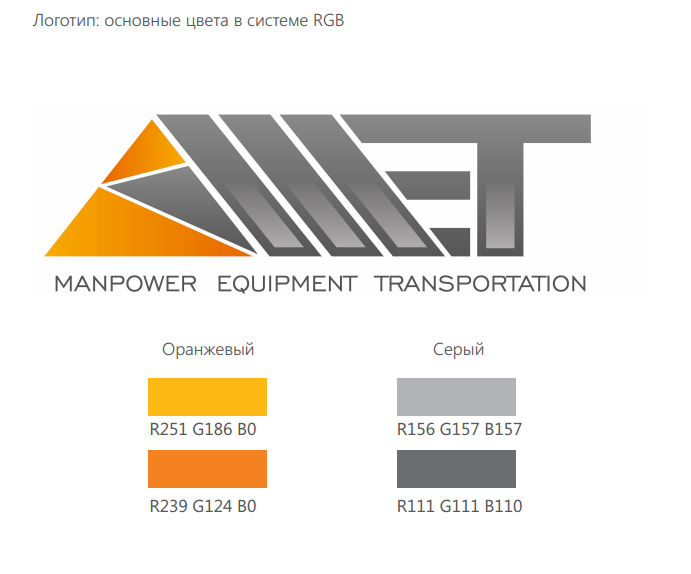 Логотип: основные цвета в системе RGB
MET
MANPOWER EQUIPMENT TRANSPORTATION
Оранжевый Серый
R251 G186 B0 R156 G157 B157
R239 G124 B0 R111 G111 B110